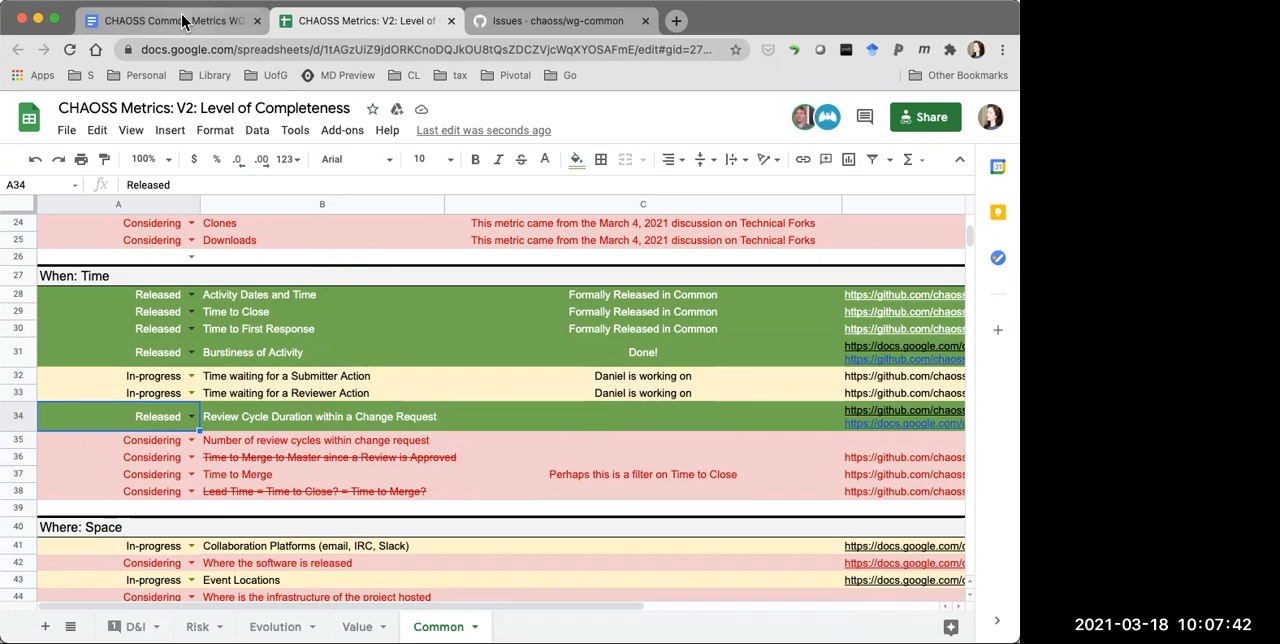 CHAOSS Common Metrics WG
CHAOSS Metrics: V2: Level of
Issues · chaoss/wg-common
docs.google.com/spreadsheets/d/1tAGzUiZ9jdORKCnoDQJkOU8tQsZDCZVjcWqXYOSAFmE/edit#gid=27...
Apps S Personal Library UofG MD Preview CL tax Pivotal Go Other Bookmarks
CHAOSS Metrics: V2: Level of Completeness
File Edit View Insert Format Data Tools Add-ons Help Last edit was seconds ago
Share
100% $ % .0 .00 123 Arial 10 B I S A
A34 fx Released
A B C
24 Considering Clones This metric came from the March 4, 2021 discussion on Technical Forks
25 Considering Downloads This metric came from the March 4, 2021 discussion on Technical Forks
26
27 When: Time
28 Released Activity Dates and Time Formally Released in Common https://github.com/chaoss
29 Released Time to Close Formally Released in Common https://github.com/chaoss
30 Released Time to First Response Formally Released in Common https://github.com/chaoss
https://docs.google.com/d
31 Released Burstiness of Activity Done!
https://github.com/chaoss
32 In-progress Time waiting for a Submitter Action Daniel is working on https://github.com/chaoss
33 In-progress Time waiting for a Reviewer Action Daniel is working on https://github.com/chaoss
https://github.com/chaoss
34 Released Review Cycle Duration within a Change Request
https://docs.google.com/d
35 Considering Number of review cycles within change request
36 Considering Time to Merge to Master since a Review is Approved https://github.com/chaoss
37 Considering Time to Merge Perhaps this is a filter on Time to Close https://github.com/chaoss
38 Considering Lead Time = Time to Close? = Time to Merge? https://github.com/chaoss
39
40 Where: Space
41 In-progress Collaboration Platforms (email, IRC, Slack) https://docs.google.com/d
42 Considering Where the software is released https://docs.google.com/d
43 In-progress Event Locations https://docs.google.com/d
44 Considering Where is the infrastructure of the project hosted
1 D&I Risk Evolution Value Common
2021-03-18 10:07:42